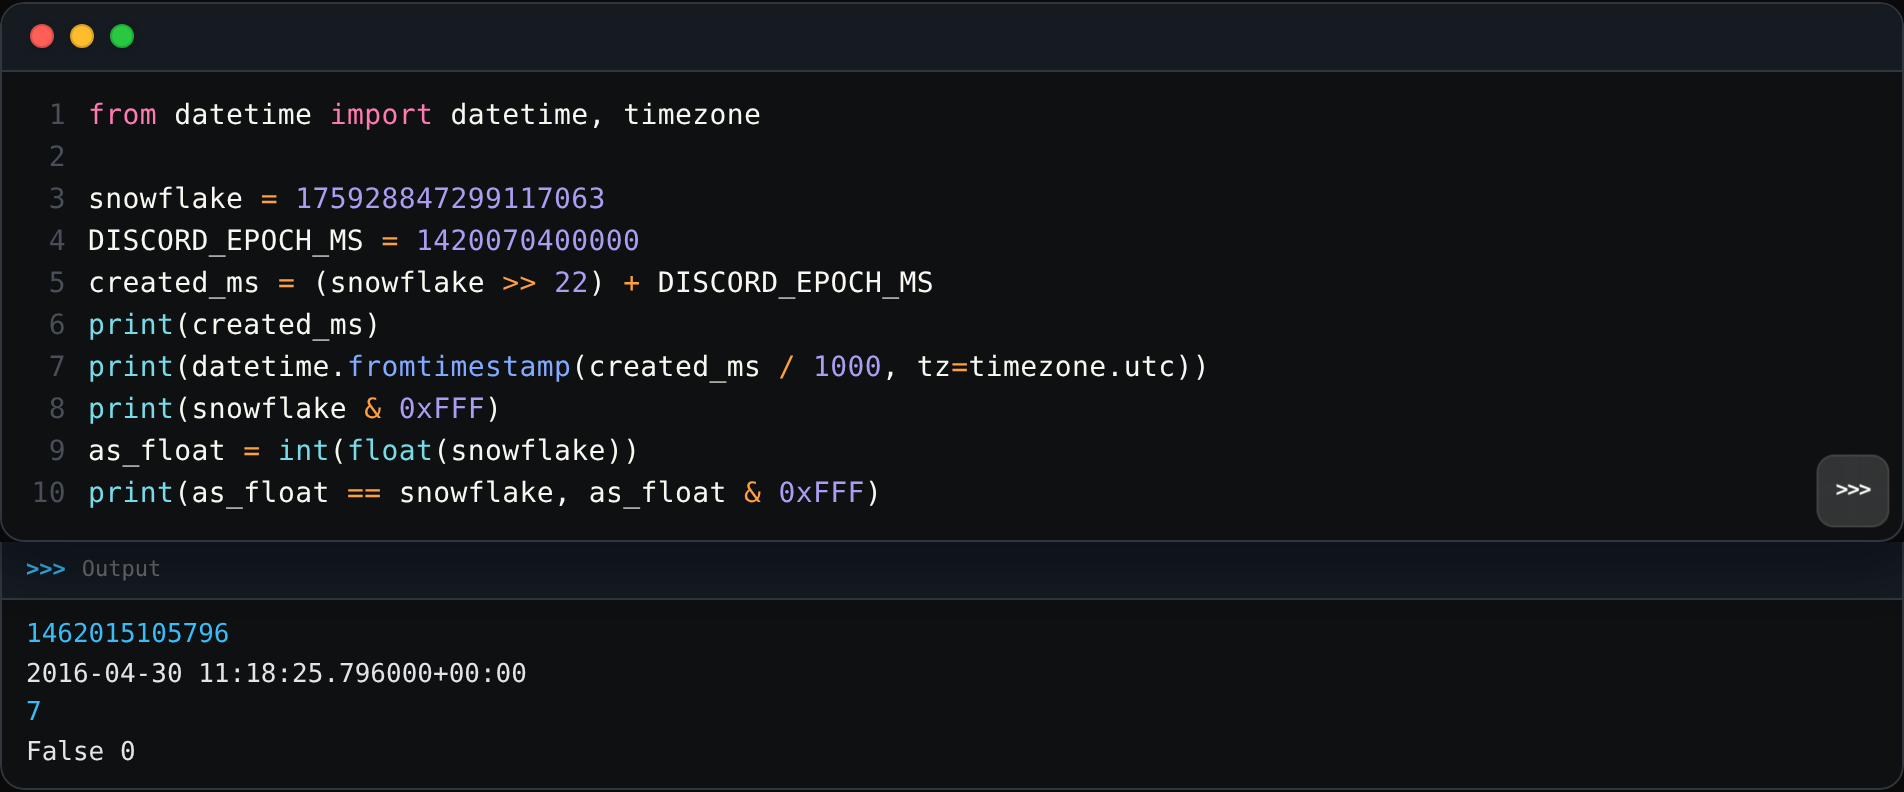 1 from datetime import datetime, timezone
2
3 snowflake = 175928847299117063
4 DISCORD_EPOCH_MS = 1420070400000
5 created_ms = (snowflake >> 22) + DISCORD_EPOCH_MS
6 print(created_ms)
7 print(datetime.fromtimestamp(created_ms / 1000, tz=timezone.utc))
8 print(snowflake & 0xFFF)
9 as_float = int(float(snowflake))
10 print(as_float == snowflake, as_float & 0xFFF)
>>>
>>> Output
1462015105796
2016-04-30 11:18:25.796000+00:00
7
False 0